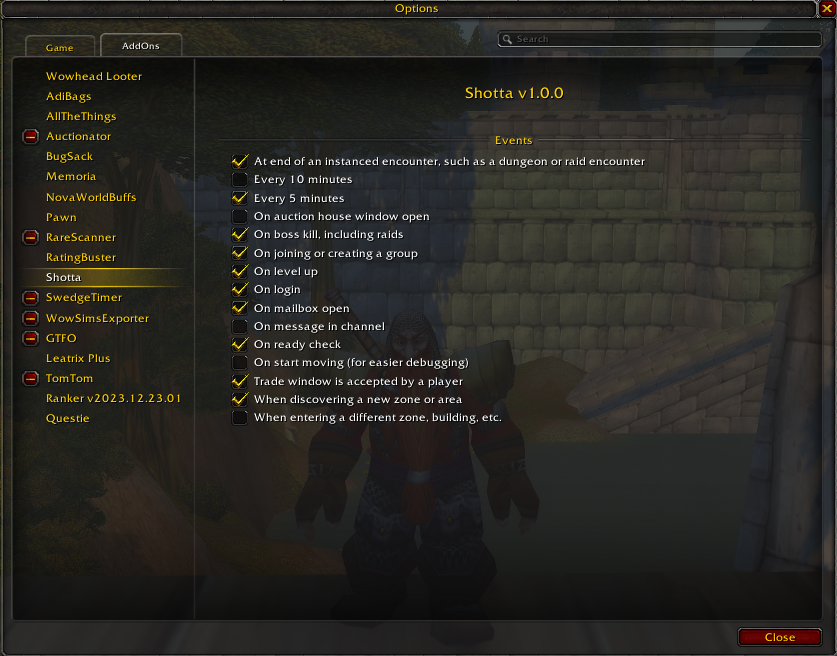 Options
Game
AddOns
Search
Wowhead Looter
AdiBags
AllTheThings
Auctionator
BugSack
Memoria
NovaWorldBuffs
Pawn
RareScanner
RatingBuster
Shotta
SwedgeTimer
WowSimsExporter
GTFO
Leatrix Plus
TomTom
Ranker v2023.12.23.01
Questie
Shotta v1.0.0
Events
At end of an instanced encounter, such as a dungeon or raid encounter
Every 10 minutes
Every 5 minutes
On auction house window open
On boss kill, including raids
On joining or creating a group
On level up
On login
On mailbox open
On message in channel
On ready check
On start moving (for easier debugging)
Trade window is accepted by a player
When discovering a new zone or area
When entering a different zone, building, etc.
Close